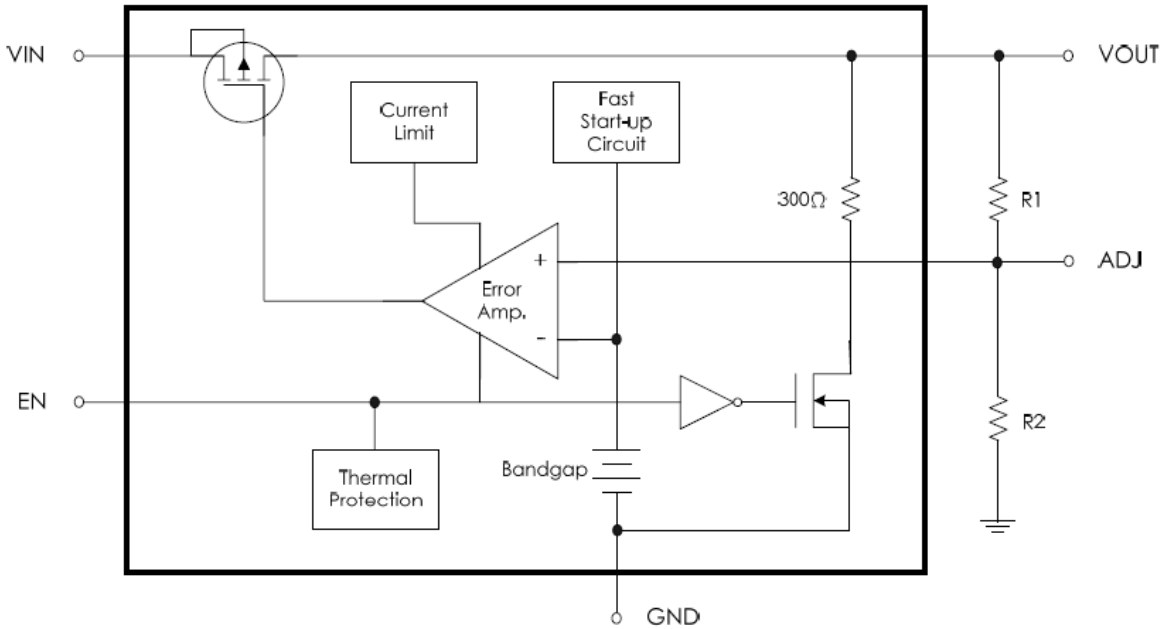 VIN
VOUT
Current
Limit
Fast
Start-up
Circuit
300Ω
R1
+
ADJ
Error
Amp.
-
EN
R2
Bandgap
Thermal
Protection
GND